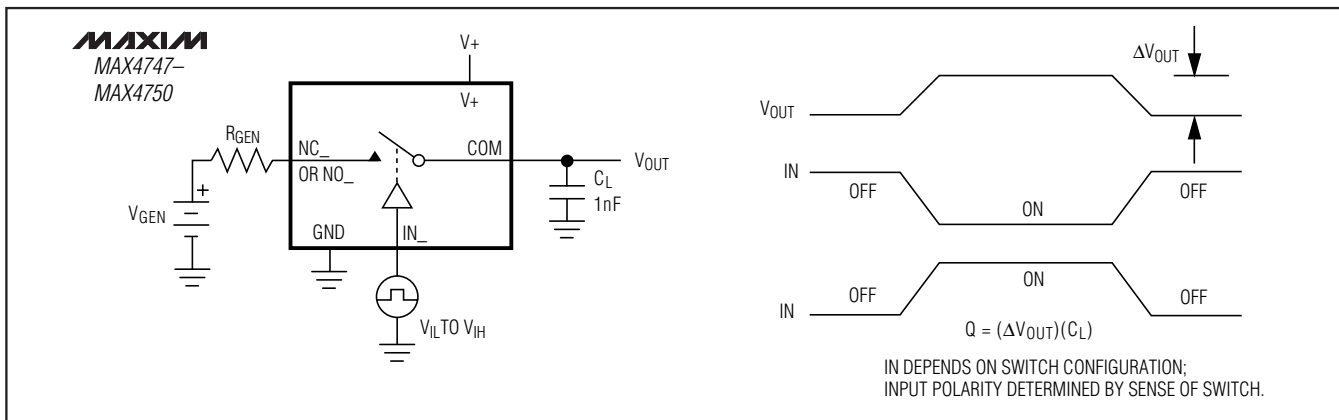 MAXIM
MAX4747–
MAX4750
V+
V+
RGEN
NC_
OR NO_
COM
VOUT
CL
1nF
VGEN
+
GND
IN_
VIL TO VIH
ΔVOUT
VOUT
IN
OFF
ON
OFF
IN
OFF
ON
OFF
Q = (ΔVOUT)(CL)
IN DEPENDS ON SWITCH CONFIGURATION;
INPUT POLARITY DETERMINED BY SENSE OF SWITCH.